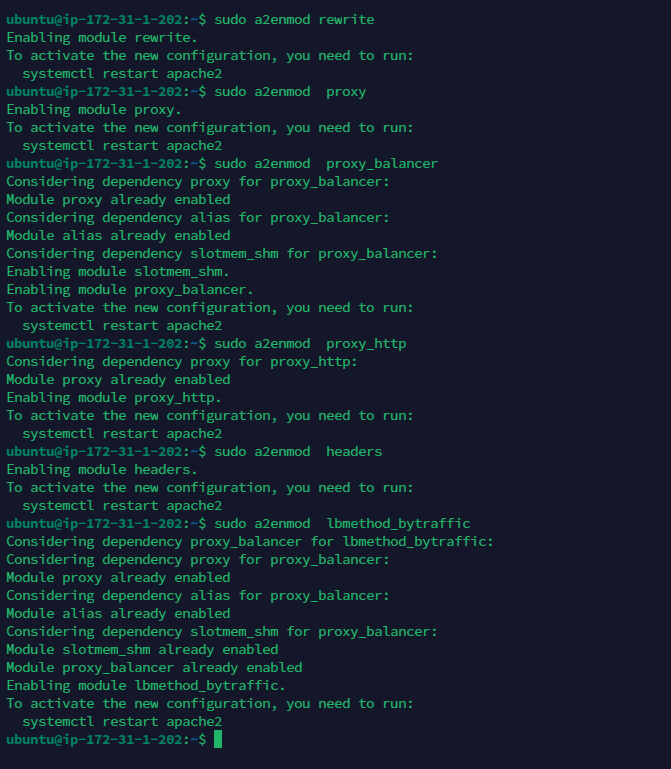 ubuntu@ip-172-31-1-202:~$ sudo a2enmod rewrite
Enabling module rewrite.
To activate the new configuration, you need to run:
  systemctl restart apache2
ubuntu@ip-172-31-1-202:~$ sudo a2enmod  proxy
Enabling module proxy.
To activate the new configuration, you need to run:
  systemctl restart apache2
ubuntu@ip-172-31-1-202:~$ sudo a2enmod  proxy_balancer
Considering dependency proxy for proxy_balancer:
Module proxy already enabled
Considering dependency alias for proxy_balancer:
Module alias already enabled
Considering dependency slotmem_shm for proxy_balancer:
Enabling module slotmem_shm.
Enabling module proxy_balancer.
To activate the new configuration, you need to run:
  systemctl restart apache2
ubuntu@ip-172-31-1-202:~$ sudo a2enmod  proxy_http
Considering dependency proxy for proxy_http:
Module proxy already enabled
Enabling module proxy_http.
To activate the new configuration, you need to run:
  systemctl restart apache2
ubuntu@ip-172-31-1-202:~$ sudo a2enmod  headers
Enabling module headers.
To activate the new configuration, you need to run:
  systemctl restart apache2
ubuntu@ip-172-31-1-202:~$ sudo a2enmod  lbmethod_bytraffic
Considering dependency proxy_balancer for lbmethod_bytraffic:
Considering dependency proxy for proxy_balancer:
Module proxy already enabled
Considering dependency alias for proxy_balancer:
Module alias already enabled
Considering dependency slotmem_shm for proxy_balancer:
Module slotmem_shm already enabled
Module proxy_balancer already enabled
Enabling module lbmethod_bytraffic.
To activate the new configuration, you need to run:
  systemctl restart apache2
ubuntu@ip-172-31-1-202:~$